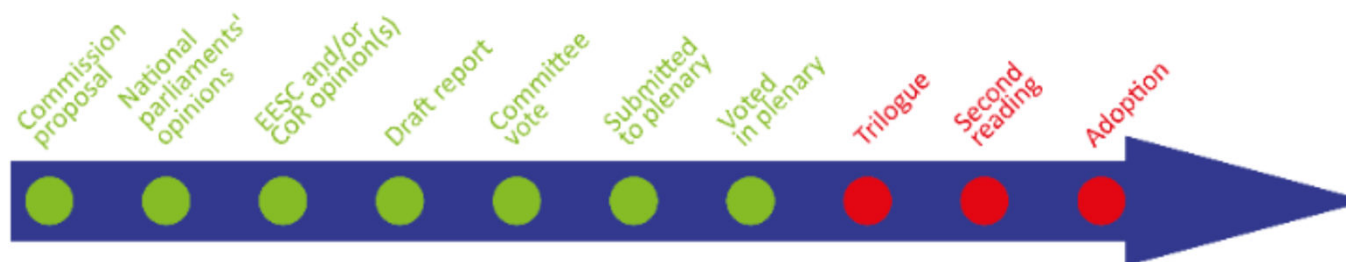 Commission
proposal
National
parliaments'
opinions
EESC and/or
CoR opinion(s)
Draft report
Committee
vote
Submitted
to plenary
Voted
in plenary
Trilogue
Second
reading
Adoption